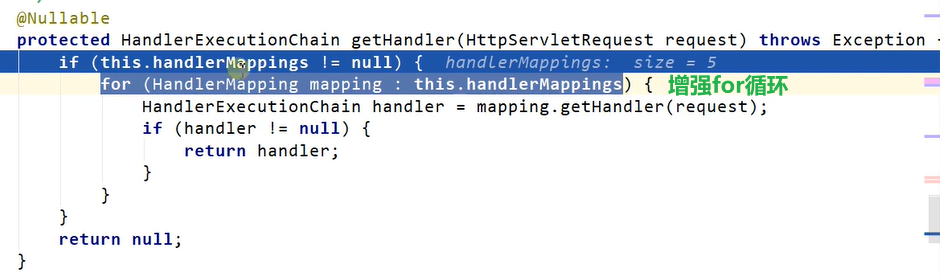 @Nullable
protected HandlerExecutionChain getHandler(HttpServletRequest request) throws Exception {
if (this.handlerMappings != null) { handlerMappings: size = 5
for (HandlerMapping mapping : this.handlerMappings) { 增强for循环
HandlerExecutionChain handler = mapping.getHandler(request);
if (handler != null) {
return handler;
}
}
}
return null;
}